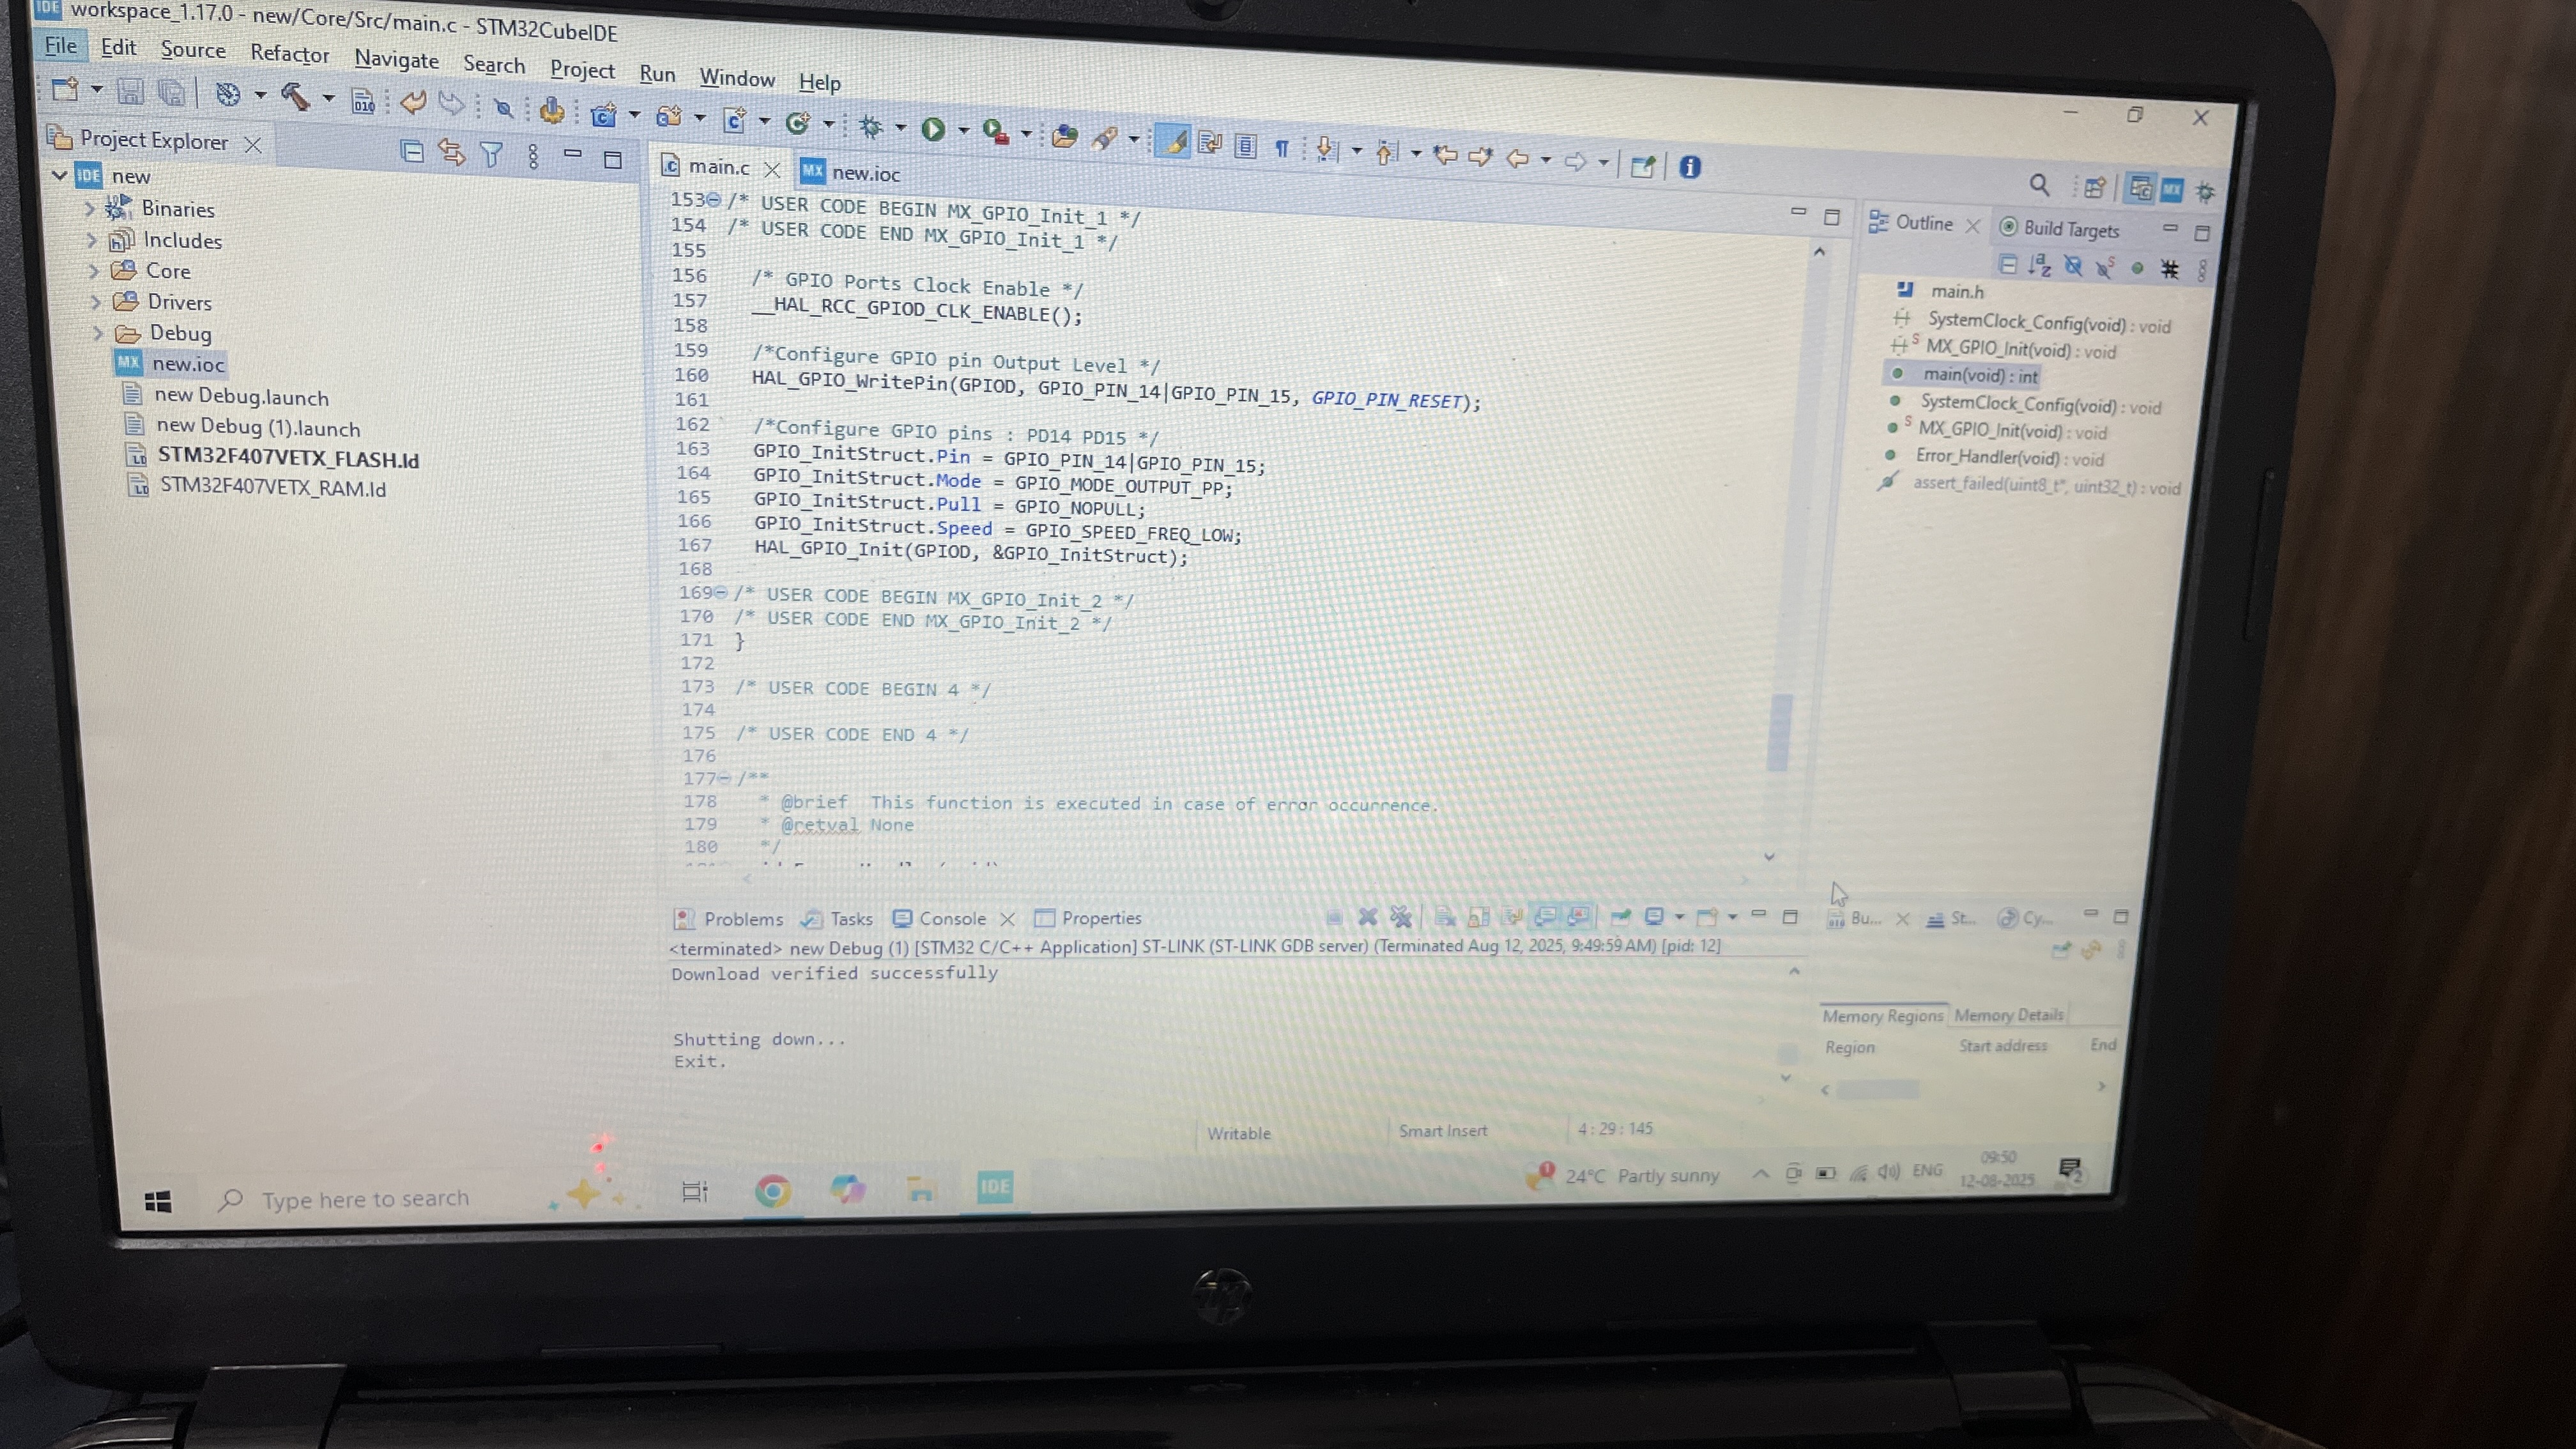 workspace_1.17.0 - new/Core/Src/main.c - STM32CubeIDE
File Edit Source Refactor Navigate Search Project Run Window Help
Project Explorer
new
Binaries
Includes
Core
Drivers
Debug
new.ioc
new Debug.launch
new Debug (1).launch
STM32F407VETX_FLASH.ld
STM32F407VETX_RAM.ld
main.c new.ioc
153 /* USER CODE BEGIN MX_GPIO_Init_1 */
154 /* USER CODE END MX_GPIO_Init_1 */
155
156 /* GPIO Ports Clock Enable */
157 __HAL_RCC_GPIOD_CLK_ENABLE();
158
159 /*Configure GPIO pin Output Level */
160 HAL_GPIO_WritePin(GPIOD, GPIO_PIN_14|GPIO_PIN_15, GPIO_PIN_RESET);
161
162 /*Configure GPIO pins : PD14 PD15 */
163 GPIO_InitStruct.Pin = GPIO_PIN_14|GPIO_PIN_15;
164 GPIO_InitStruct.Mode = GPIO_MODE_OUTPUT_PP;
165 GPIO_InitStruct.Pull = GPIO_NOPULL;
166 GPIO_InitStruct.Speed = GPIO_SPEED_FREQ_LOW;
167 HAL_GPIO_Init(GPIOD, &GPIO_InitStruct);
168
169 /* USER CODE BEGIN MX_GPIO_Init_2 */
170 /* USER CODE END MX_GPIO_Init_2 */
171 }
172
173 /* USER CODE BEGIN 4 */
174
175 /* USER CODE END 4 */
176
177 /**
178 * @brief This function is executed in case of error occurrence.
179 * @retval None
180 */
Outline Build Targets
main.h
SystemClock_Config(void) : void
MX_GPIO_Init(void) : void
main(void) : int
SystemClock_Config(void) : void
MX_GPIO_Init(void) : void
Error_Handler(void) : void
assert_failed(uint8_t*, uint32_t) : void
Problems Tasks Console Properties
<terminated> new Debug (1) [STM32 C/C++ Application] ST-LINK (ST-LINK GDB server) (Terminated Aug 12, 2025, 9:49:59 AM) [pid: 12]
Download verified successfully
Shutting down...
Exit.
Bu... St... Cy...
Memory Regions Memory Details
Region Start address End
Writable Smart Insert 4 : 29 : 145
Type here to search
IDE
24°C Partly sunny
ENG
09:50
12-08-2025
2
hp